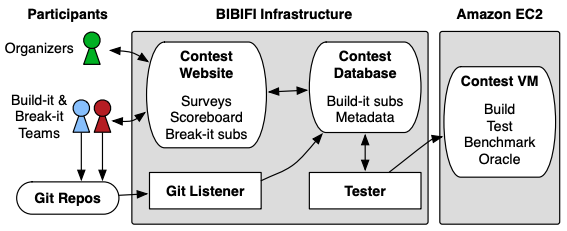 Participants
BIBIFI Infrastructure
Amazon EC2
Organizers
Build-it &
Break-it
Teams
Git Repos
Contest
Website
Surveys
Scoreboard
Break-it subs
Contest
Database
Build-it subs
Metadata
Git Listener
Tester
Contest VM
Build
Test
Benchmark
Oracle